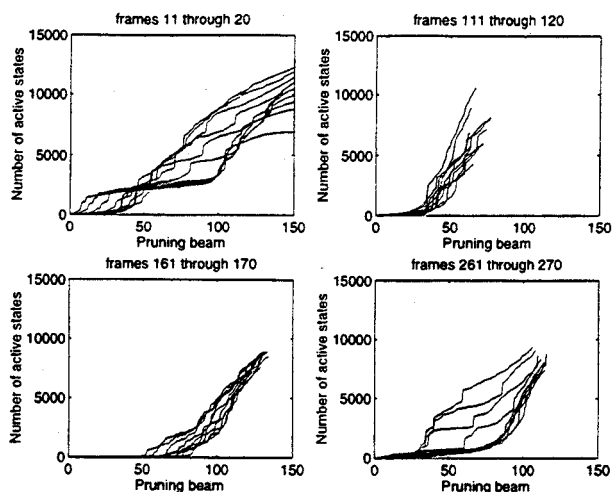 frames 11 through 20
15000
10000
5000
0
Number of active states
0 50 100 150
Pruning beam
frames 111 through 120
15000
10000
5000
0
Number of active states
0 50 100 150
Pruning beam
frames 161 through 170
15000
10000
5000
0
Number of active states
0 50 100 150
Pruning beam
frames 261 through 270
15000
10000
5000
0
Number of active states
0 50 100 150
Pruning beam